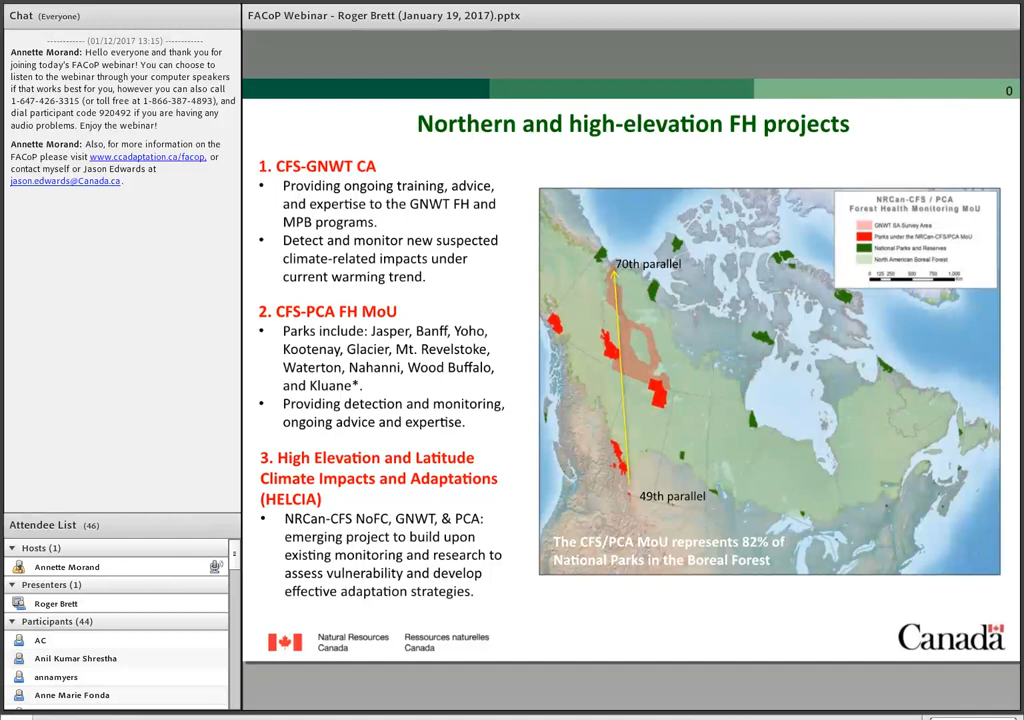 Chat (Everyone)
------------ (01/12/2017 13:15) ------------
Annette Morand: Hello everyone and thank you for
joining today's FACoP webinar! You can choose to
listen to the webinar through your computer speakers
if that works best for you, however you can also call
1-647-426-3315 (or toll free at 1-866-387-4893), and
dial participant code 920492 if you are having any
audio problems. Enjoy the webinar!
Annette Morand: Also, for more information on the
FACoP please visit www.ccadaptation.ca/facop, or
contact myself or Jason Edwards at
jason.edwards@Canada.ca.
Attendee List (46)
Hosts (1)
Annette Morand
Presenters (1)
Roger Brett
Participants (44)
AC
Anil Kumar Shrestha
annamyers
Anne Marie Fonda
FACoP Webinar - Roger Brett (January 19, 2017).pptx
0
Northern and high-elevation FH projects
1. CFS-GNWT CA
• Providing ongoing training, advice,
and expertise to the GNWT FH and
MPB programs.
• Detect and monitor new suspected
climate-related impacts under
current warming trend.
2. CFS-PCA FH MoU
• Parks include: Jasper, Banff, Yoho,
Kootenay, Glacier, Mt. Revelstoke,
Waterton, Nahanni, Wood Buffalo,
and Kluane*.
• Providing detection and monitoring,
ongoing advice and expertise.
3. High Elevation and Latitude
Climate Impacts and Adaptations
(HELCIA)
• NRCan-CFS NoFC, GNWT, & PCA:
emerging project to build upon
existing monitoring and research to
assess vulnerability and develop
effective adaptation strategies.
NRCan-CFS / PCA
Forest Health Monitoring MoU
GNWT SA Survey Area
Parks under the NRCan-CFS/PCA MoU
National Parks and Reserves
North American Boreal Forest
0 125 250 500 750 1,000
70th parallel
49th parallel
The CFS/PCA MoU represents 82% of
National Parks in the Boreal Forest
Natural Resources Ressources naturelles
Canada Canada
Canada